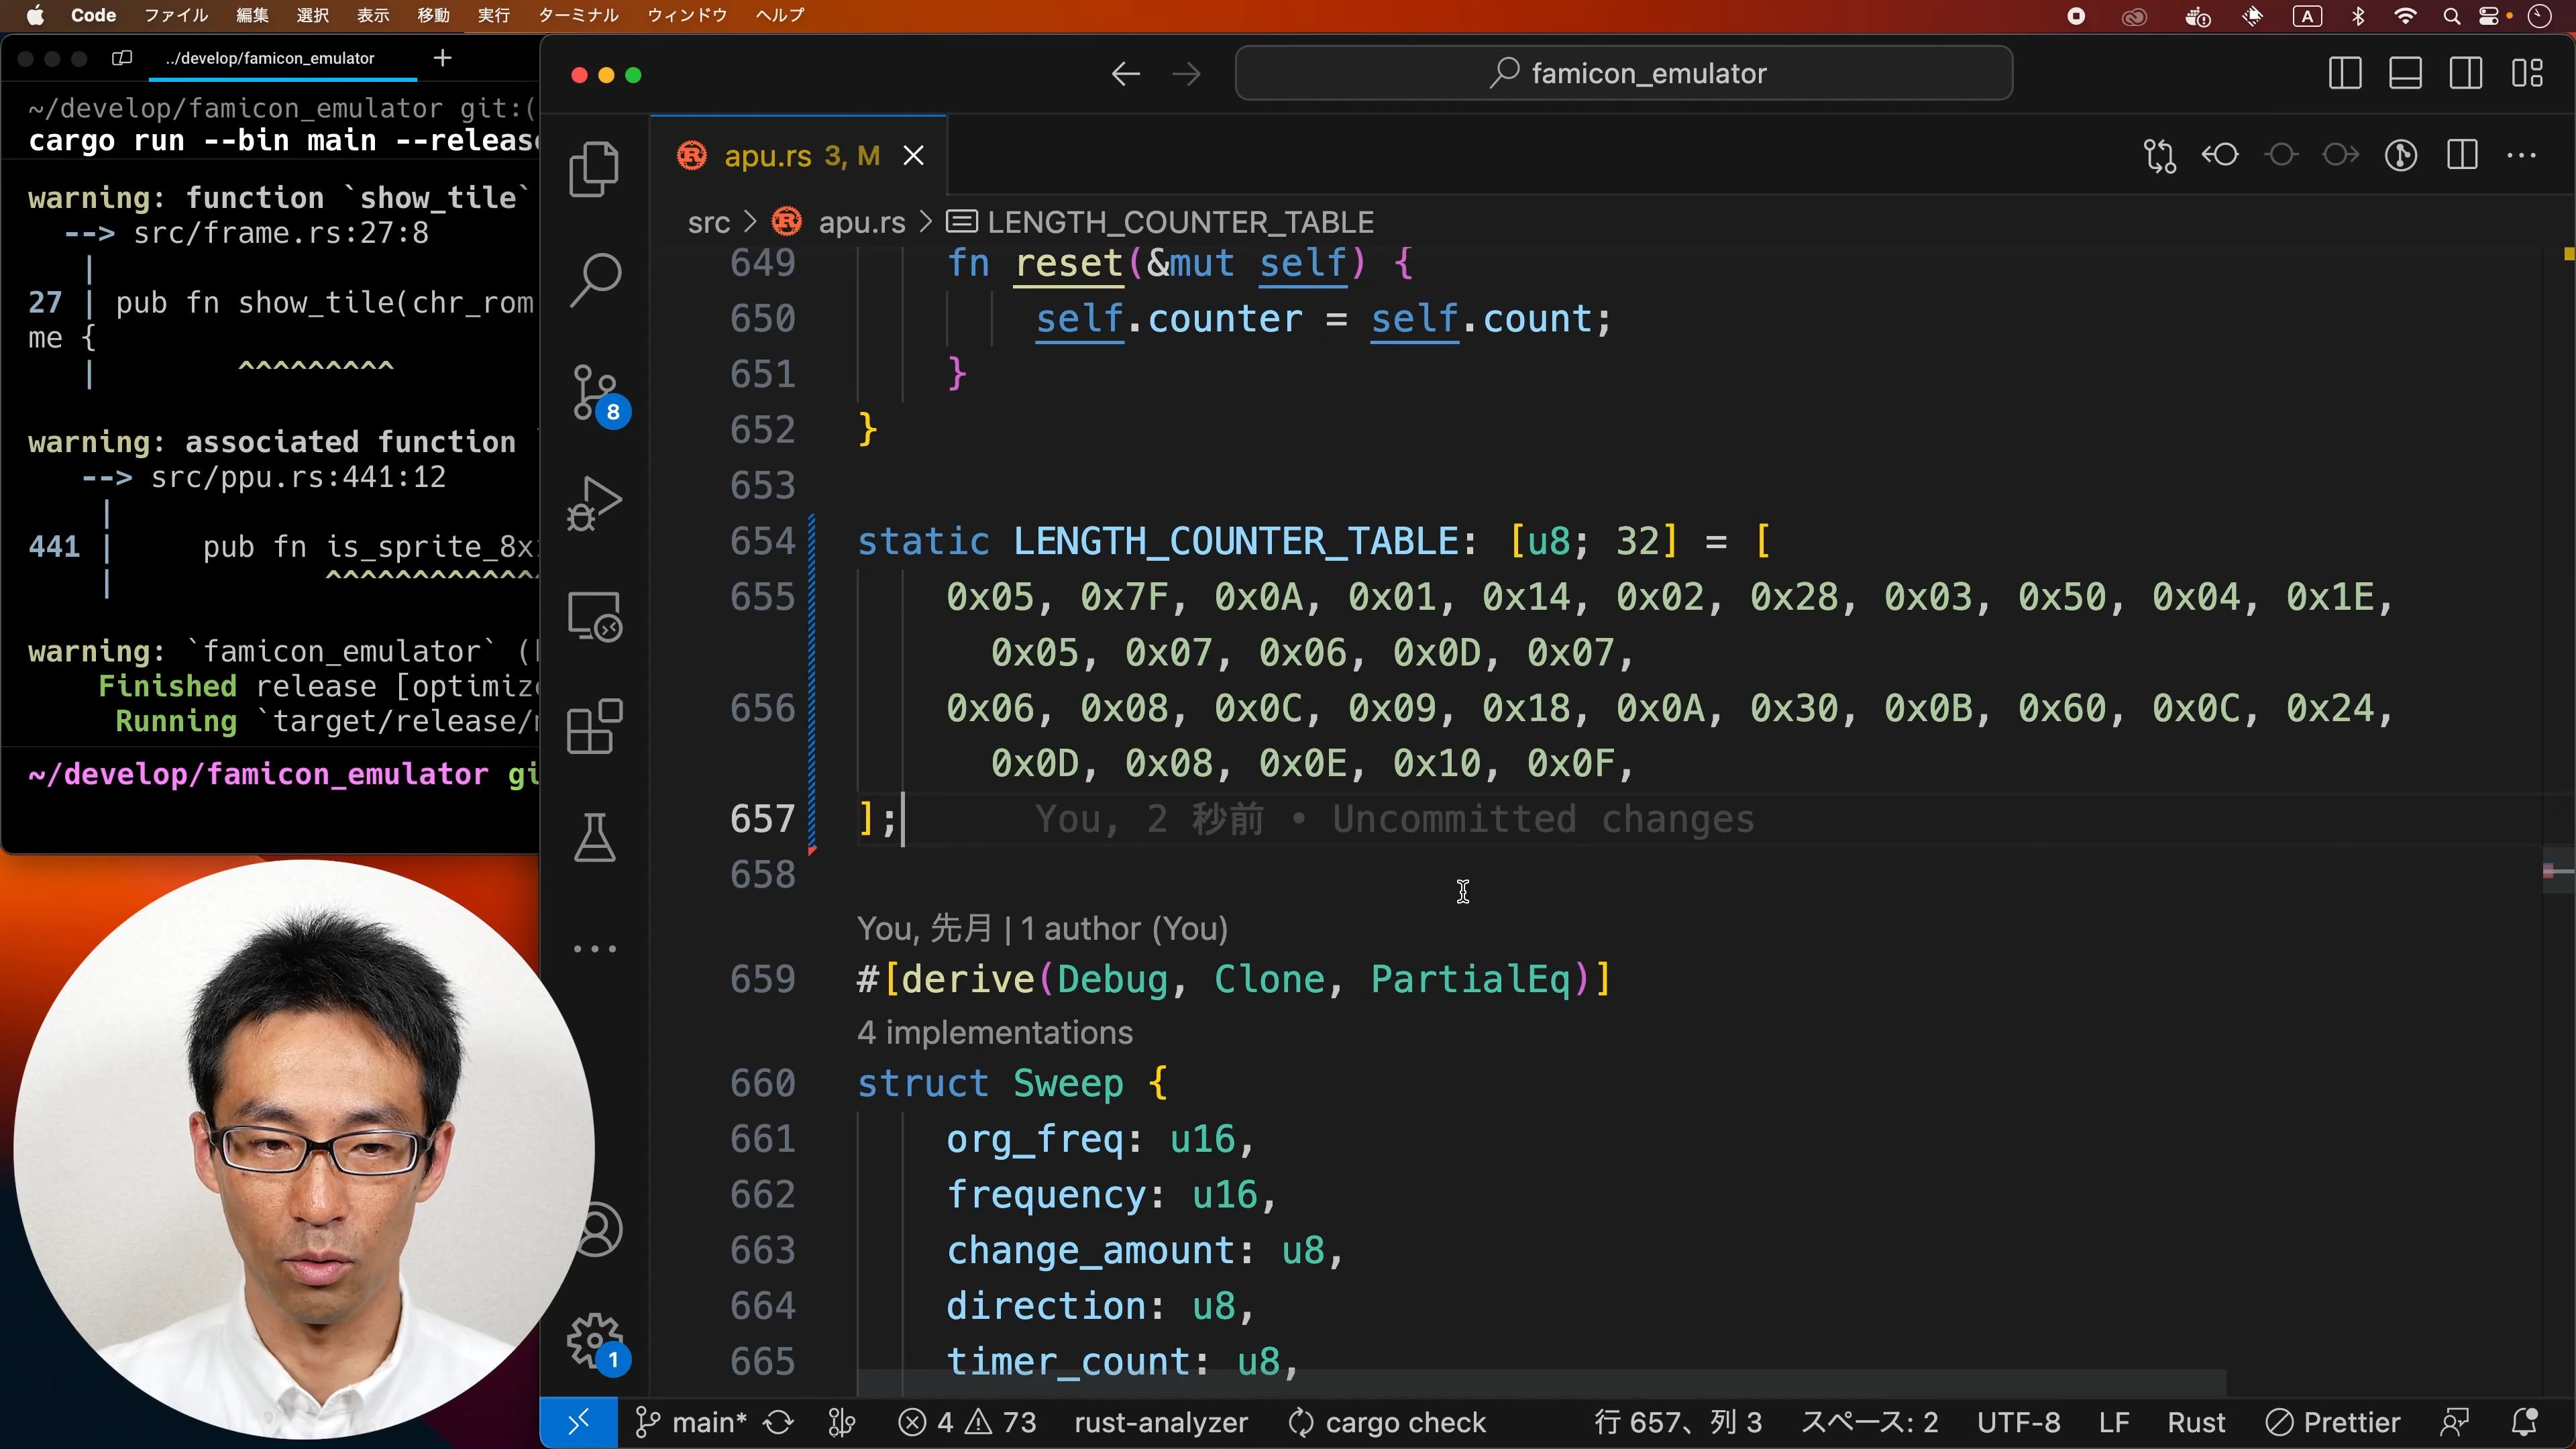 Code ファイル 編集 選択 表示 移動 実行 ターミナル ウィンドウ ヘルプ
A
../develop/famicon_emulator
~/develop/famicon_emulator git:(
cargo run --bin main --release
warning: function `show_tile`
--> src/frame.rs:27:8
|
27 | pub fn show_tile(chr_rom
me {
| ^^^^^^^^^
warning: associated function `
--> src/ppu.rs:441:12
|
441 | pub fn is_sprite_8x
| ^^^^^^^^^^^^
warning: `famicon_emulator` (
Finished release [optimize
Running `target/release/m
~/develop/famicon_emulator gi
famicon_emulator
apu.rs 3, M
src > apu.rs > LENGTH_COUNTER_TABLE
649 fn reset(&mut self) {
650 self.counter = self.count;
651 }
652 }
653
654 static LENGTH_COUNTER_TABLE: [u8; 32] = [
655 0x05, 0x7F, 0x0A, 0x01, 0x14, 0x02, 0x28, 0x03, 0x50, 0x04, 0x1E,
0x05, 0x07, 0x06, 0x0D, 0x07,
656 0x06, 0x08, 0x0C, 0x09, 0x18, 0x0A, 0x30, 0x0B, 0x60, 0x0C, 0x24,
0x0D, 0x08, 0x0E, 0x10, 0x0F,
657 ]; You, 2 秒前 • Uncommitted changes
658
You, 先月 | 1 author (You)
659 #[derive(Debug, Clone, PartialEq)]
4 implementations
660 struct Sweep {
661 org_freq: u16,
662 frequency: u16,
663 change_amount: u8,
664 direction: u8,
665 timer_count: u8,
8
1
main* 4 73 rust-analyzer cargo check 行 657、列 3 スペース: 2 UTF-8 LF Rust Prettier